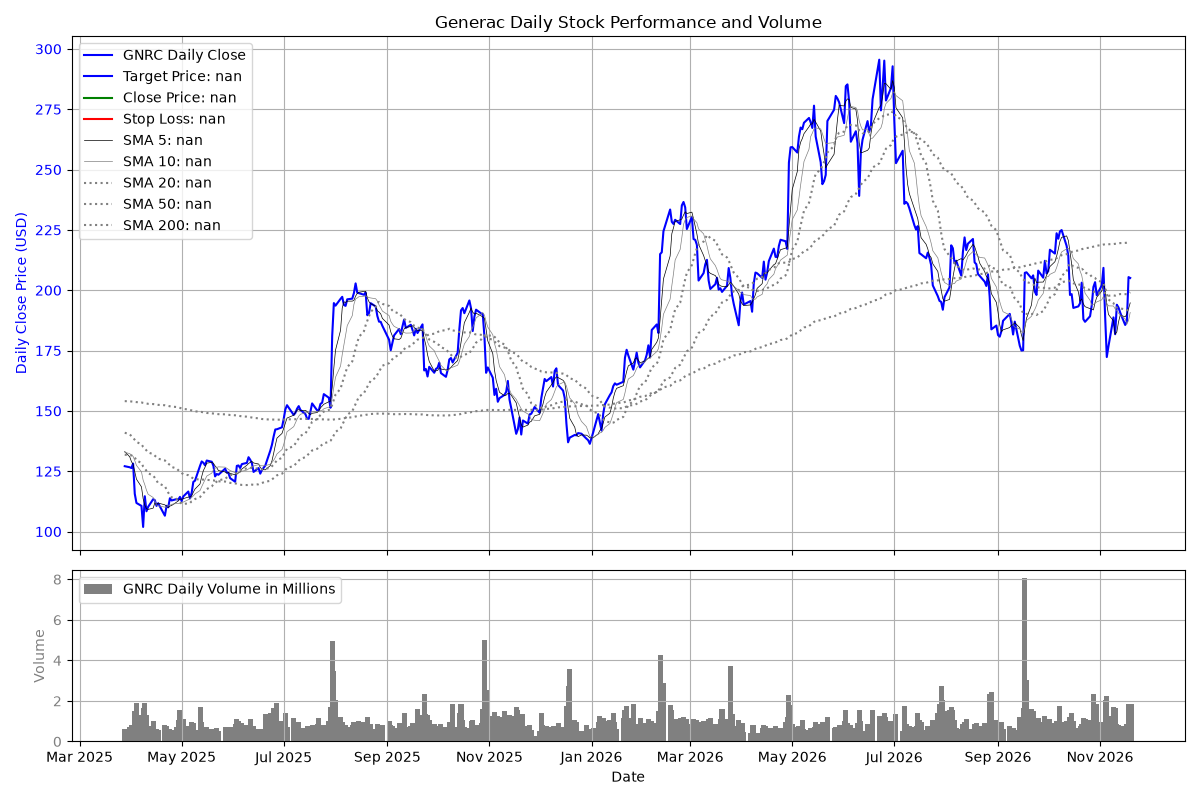 Generac Daily Stock Performance and Volume
Daily Close Price (USD)
300
275
250
225
200
175
150
125
100
GNRC Daily Close
Target Price: nan
Close Price: nan
Stop Loss: nan
SMA 5: nan
SMA 10: nan
SMA 20: nan
SMA 50: nan
SMA 200: nan
Volume
8
6
4
2
0
GNRC Daily Volume in Millions
Mar 2025 May 2025 Jul 2025 Sep 2025 Nov 2025 Jan 2026 Mar 2026 May 2026 Jul 2026 Sep 2026 Nov 2026
Date